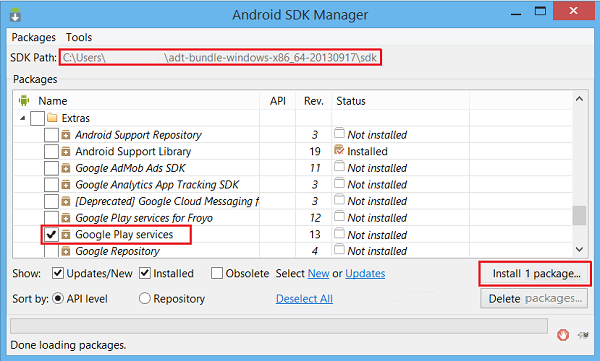 Android SDK Manager
Packages Tools
SDK Path: C:\Users\ \adt-bundle-windows-x86_64-20130917\sdk
Packages
Name API Rev. Status
Extras
Android Support Repository 3 Not installed
Android Support Library 19 Installed
Google AdMob Ads SDK 11 Not installed
Google Analytics App Tracking SDK 3 Not installed
[Deprecated] Google Cloud Messaging f 3 Not installed
Google Play services for Froyo 12 Not installed
Google Play services 13 Not installed
Google Repository 4 Not installed
Show: Updates/New Installed Obsolete Select New or Updates Install 1 package...
Sort by: API level Repository Deselect All Delete packages...
Done loading packages.